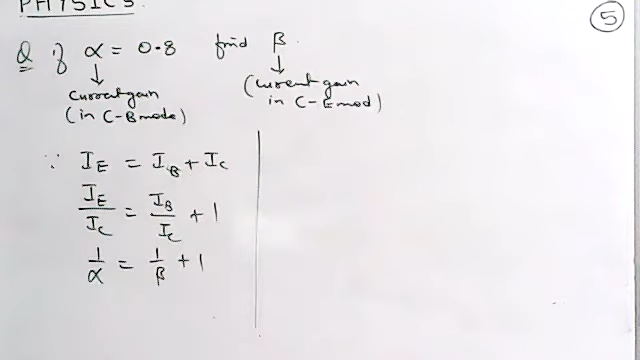 PHYSICS.
5
Q If α = 0.8 find β.
↓ ↓
Current gain (Current gain
(in C-B mode) in C-E mod)
∵ I_E = I_B + I_C
I_E/I_C = I_B/I_C + 1
1/α = 1/β + 1